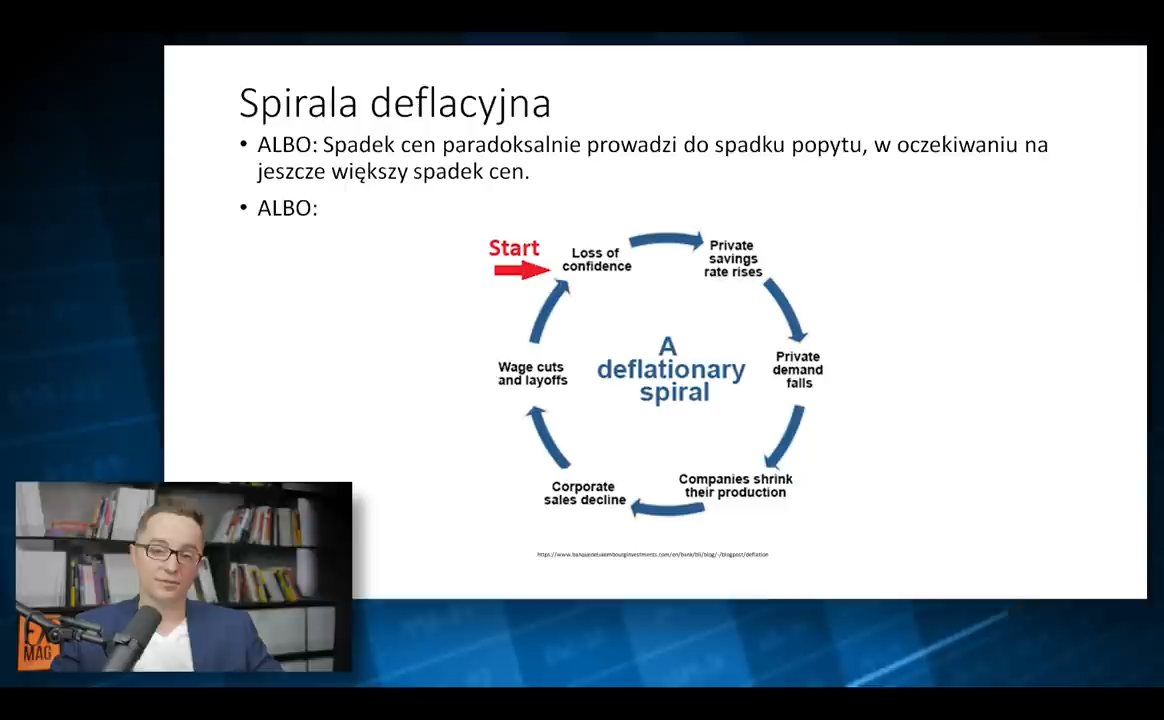 Spirala deflacyjna
• ALBO: Spadek cen paradoksalnie prowadzi do spadku popytu, w oczekiwaniu na
jeszcze większy spadek cen.
• ALBO:
Start
Loss of
confidence
Private
savings
rate rises
Private
demand
falls
Companies shrink
their production
Corporate
sales decline
Wage cuts
and layoffs
A
deflationary
spiral
FX
MAG